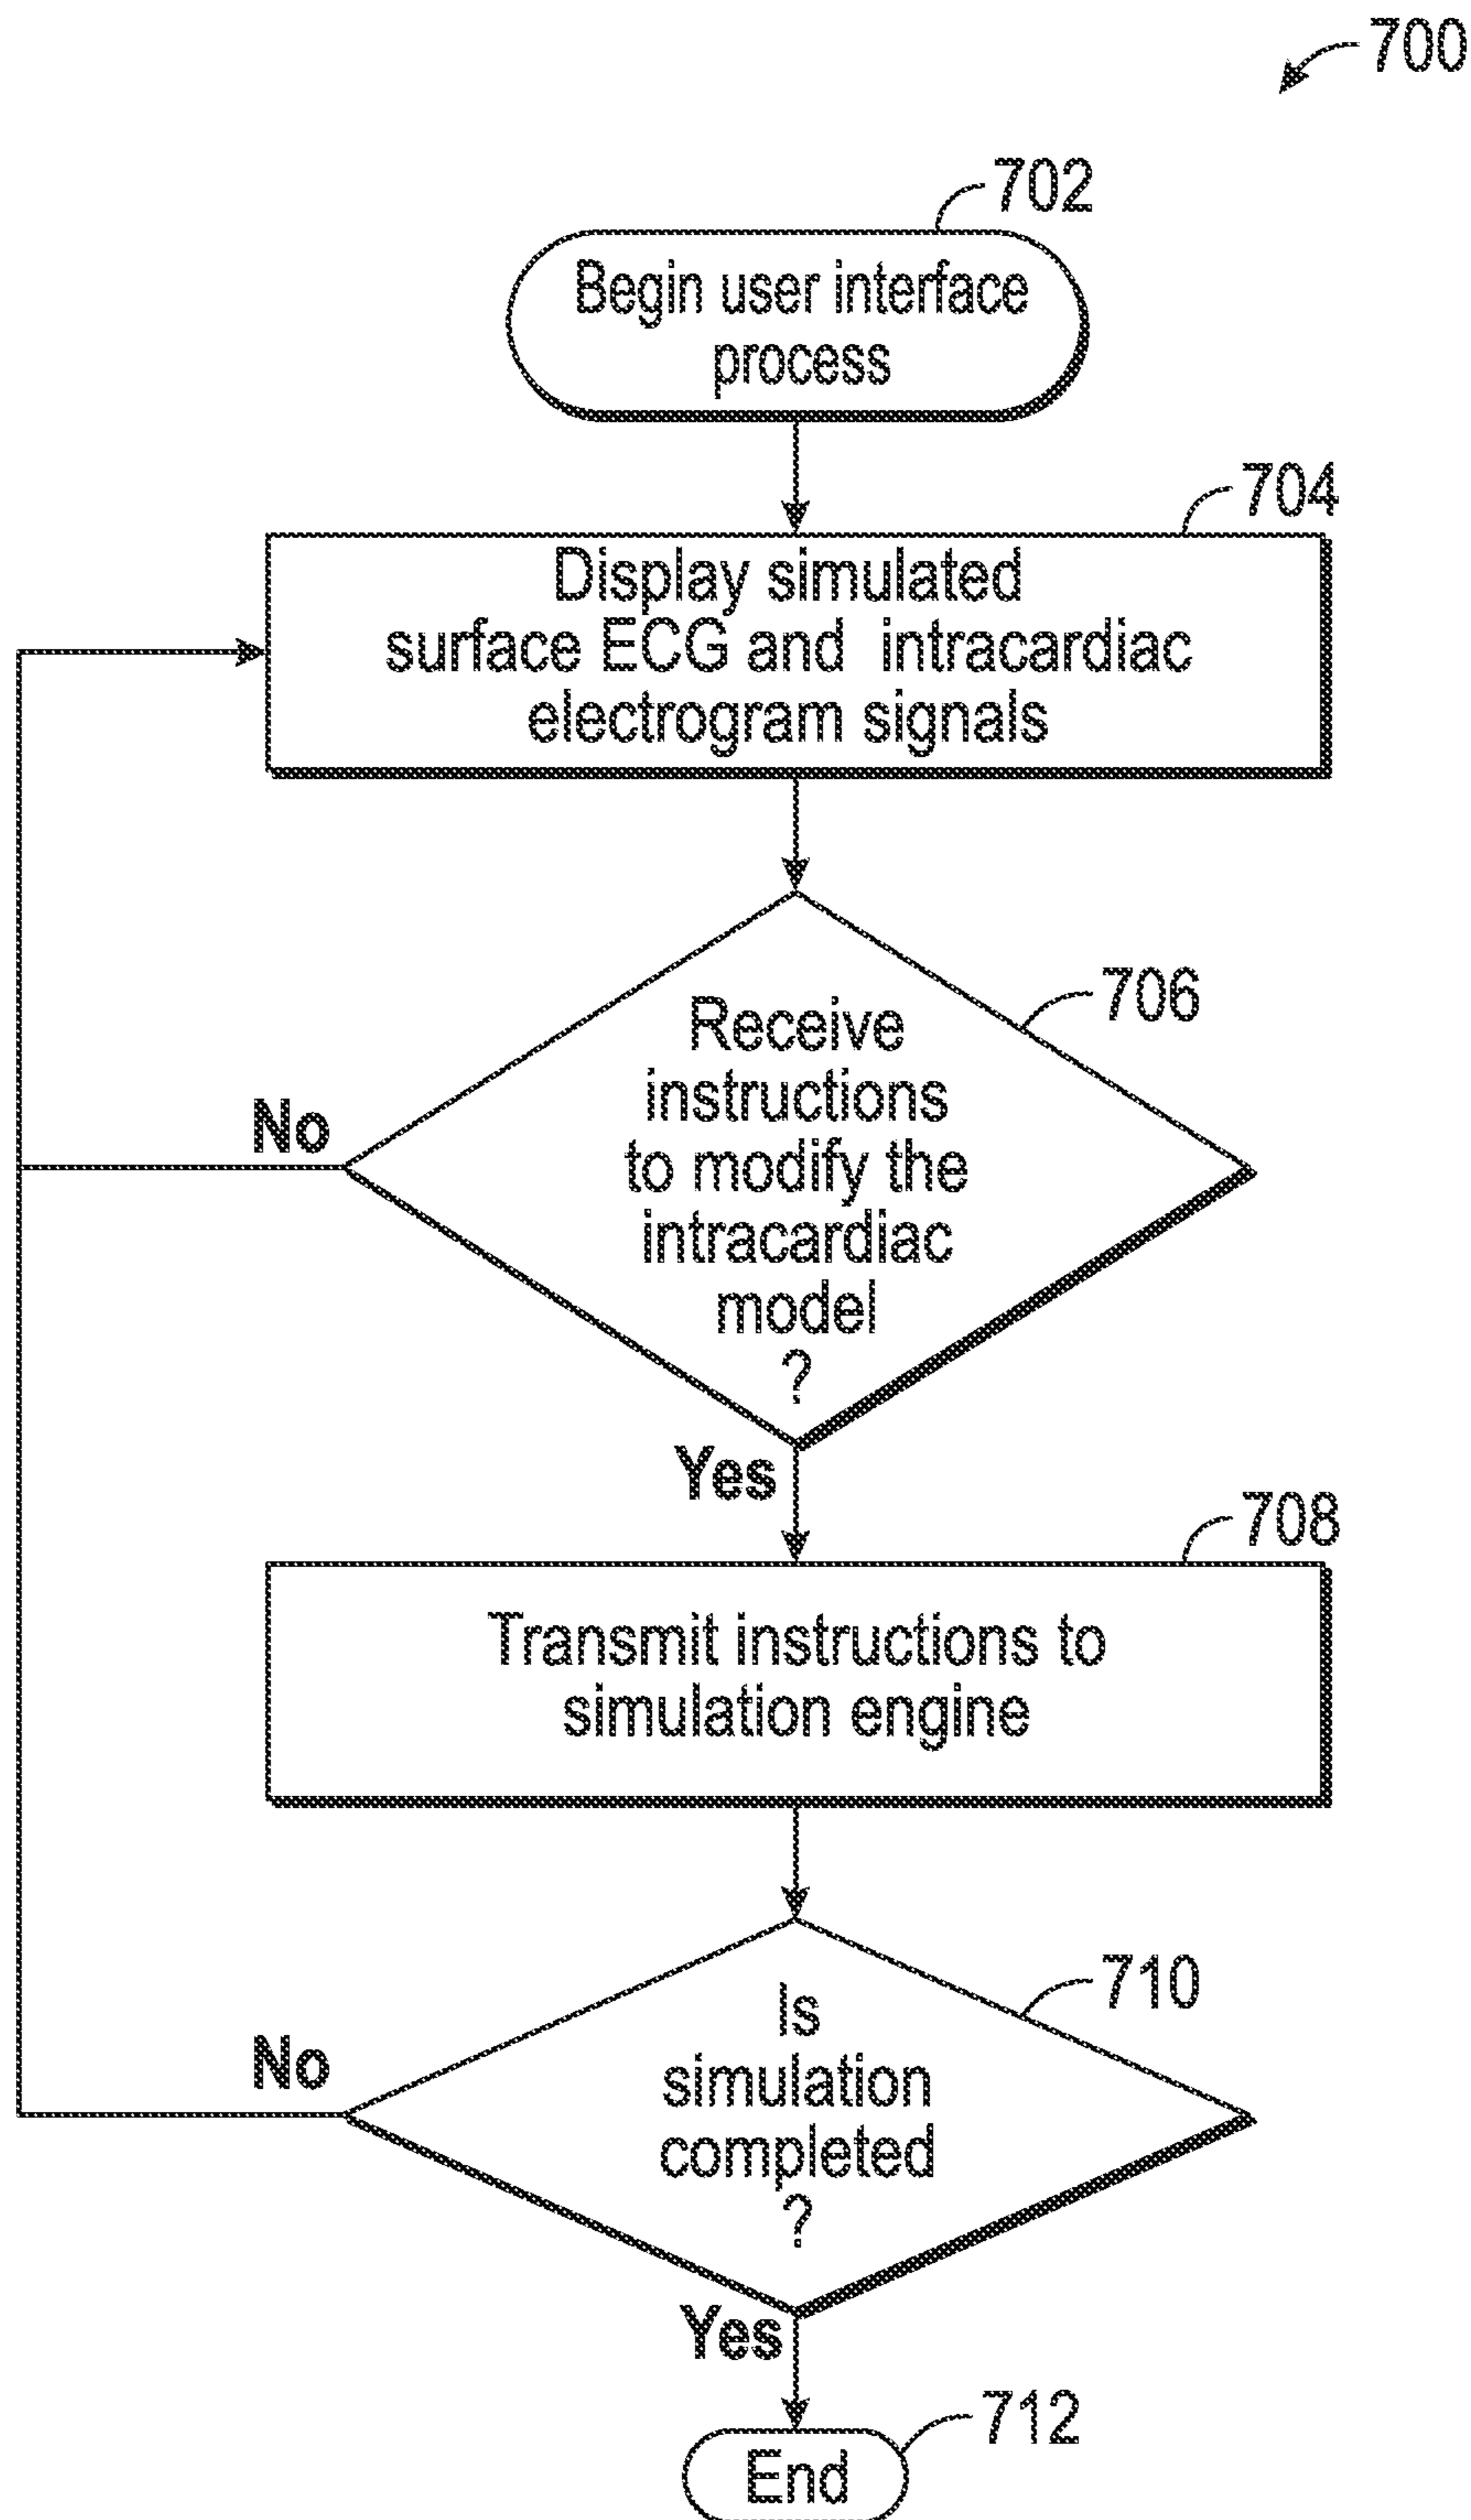 700
702
Begin user interface
process
704
Display simulated
surface ECG and intracardiac
electrogram signals
706
Receive
instructions
to modify the
intracardiac
model
?
No
Yes
708
Transmit instructions to
simulation engine
710
Is
simulation
completed
?
No
Yes
712
End